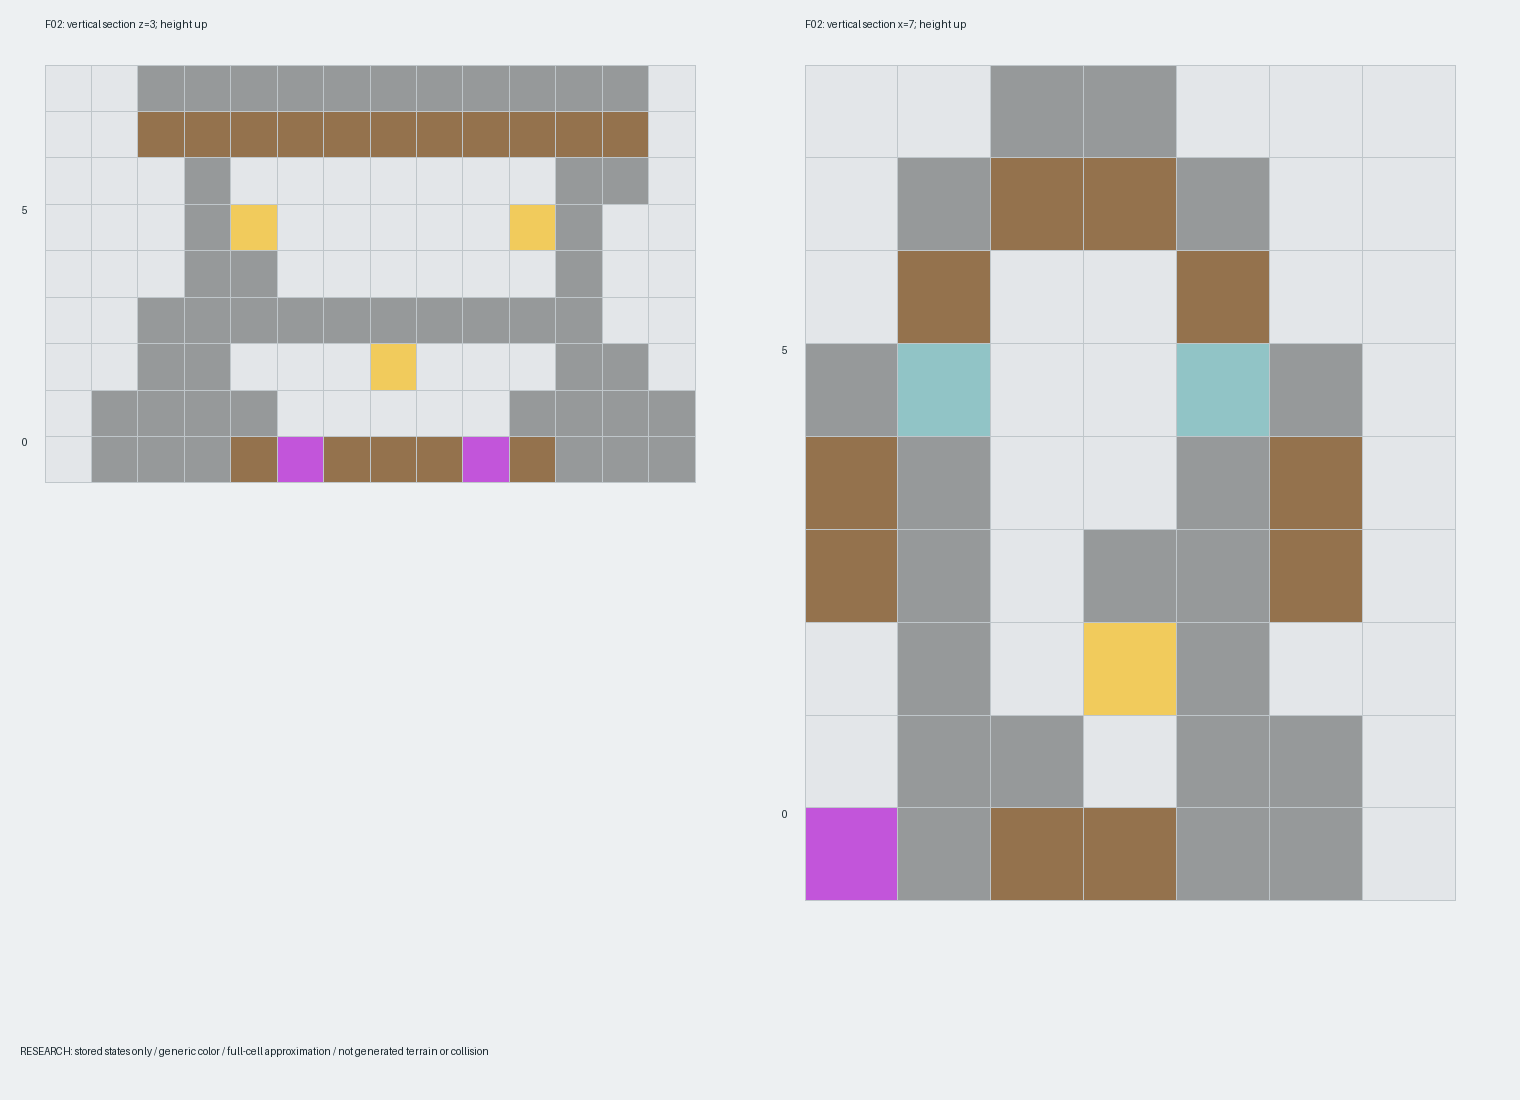 F02: vertical section z=3; height up
F02: vertical section x=7; height up
5
0
5
0
RESEARCH: stored states only / generic color / full-cell approximation / not generated terrain or collision